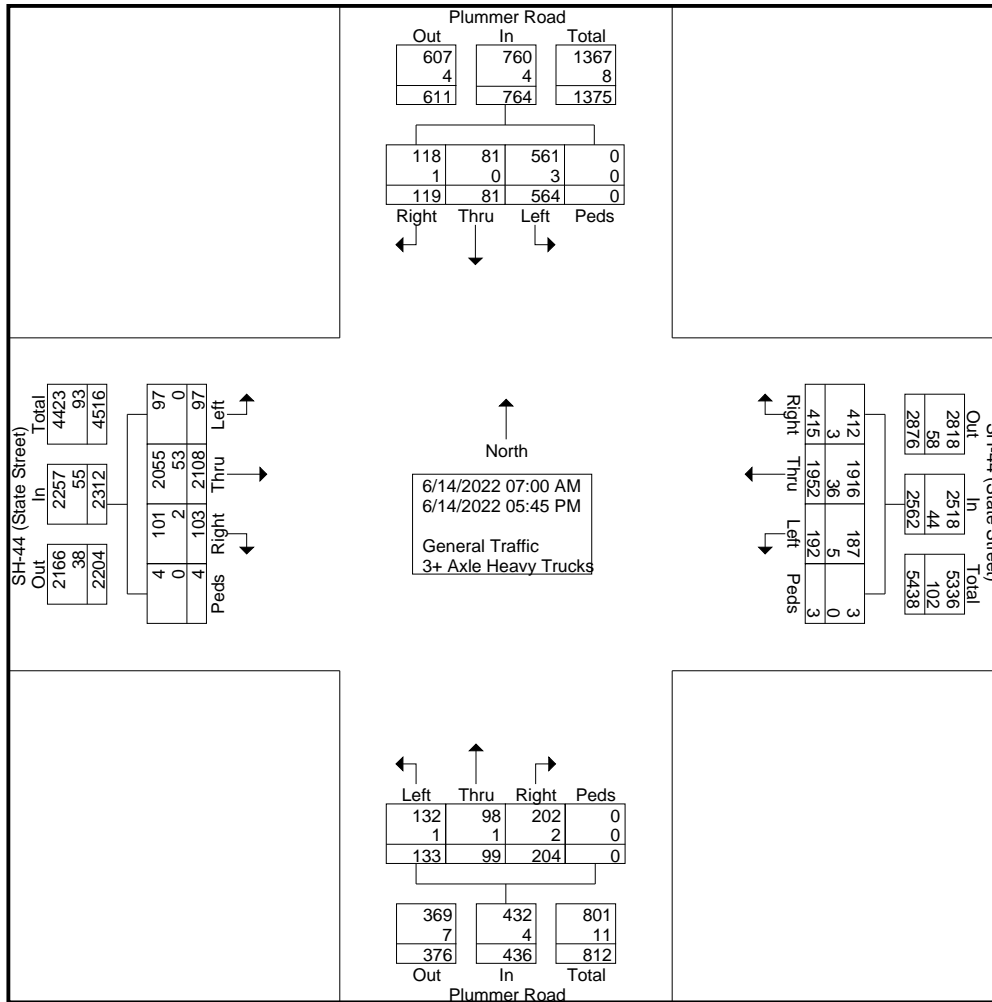 Plummer Road
Out In Total
607 760 1367
4 4 8
611 764 1375
118 81 561 0
1 0 3 0
119 81 564 0
Right Thru Left Peds
SH-44 (State Street)
Total In Out
4423 2257 2166
93 55 38
4516 2312 2204
97 2055 101 4
0 53 2 0
97 2108 103 4
Left Thru Right Peds
North
6/14/2022 07:00 AM
6/14/2022 05:45 PM
General Traffic
3+ Axle Heavy Trucks
Right Thru Left Peds
415 1952 192 3
3 36 5 0
412 1916 187 3
2876 2562 5438
58 44 102
2818 2518 5336
Out In Total
SH-44 (State Street)
Left Thru Right Peds
132 98 202 0
1 1 2 0
133 99 204 0
369 432 801
7 4 11
376 436 812
Out In Total
Plummer Road